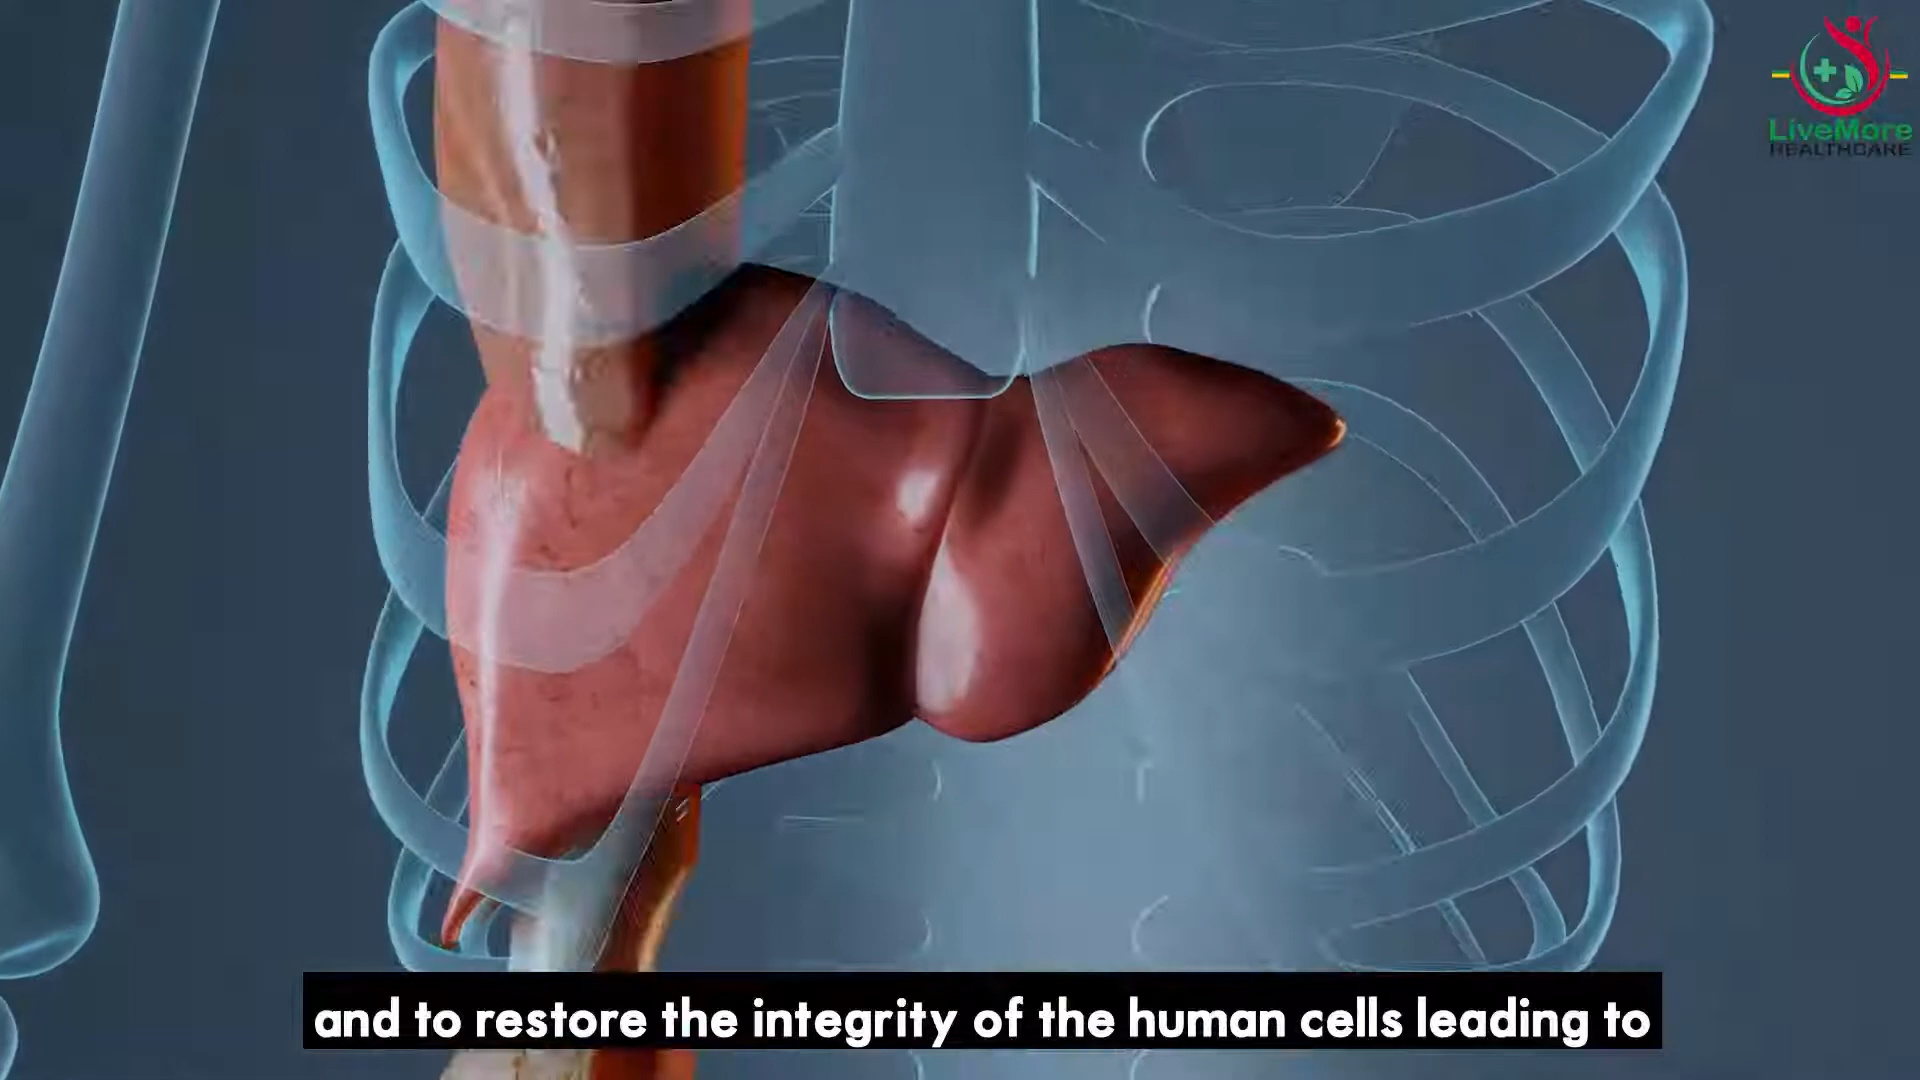 LiveMore
HEALTHCARE
and to restore the integrity of the human cells leading to